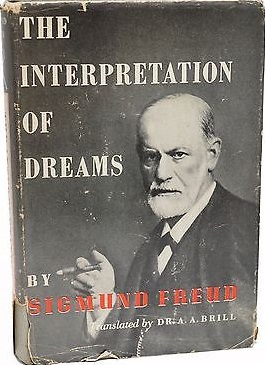 THE
INTERPRETATION
OF
DREAMS
BY
SIGMUND FREUD
Translated by DR. A. A. BRILL